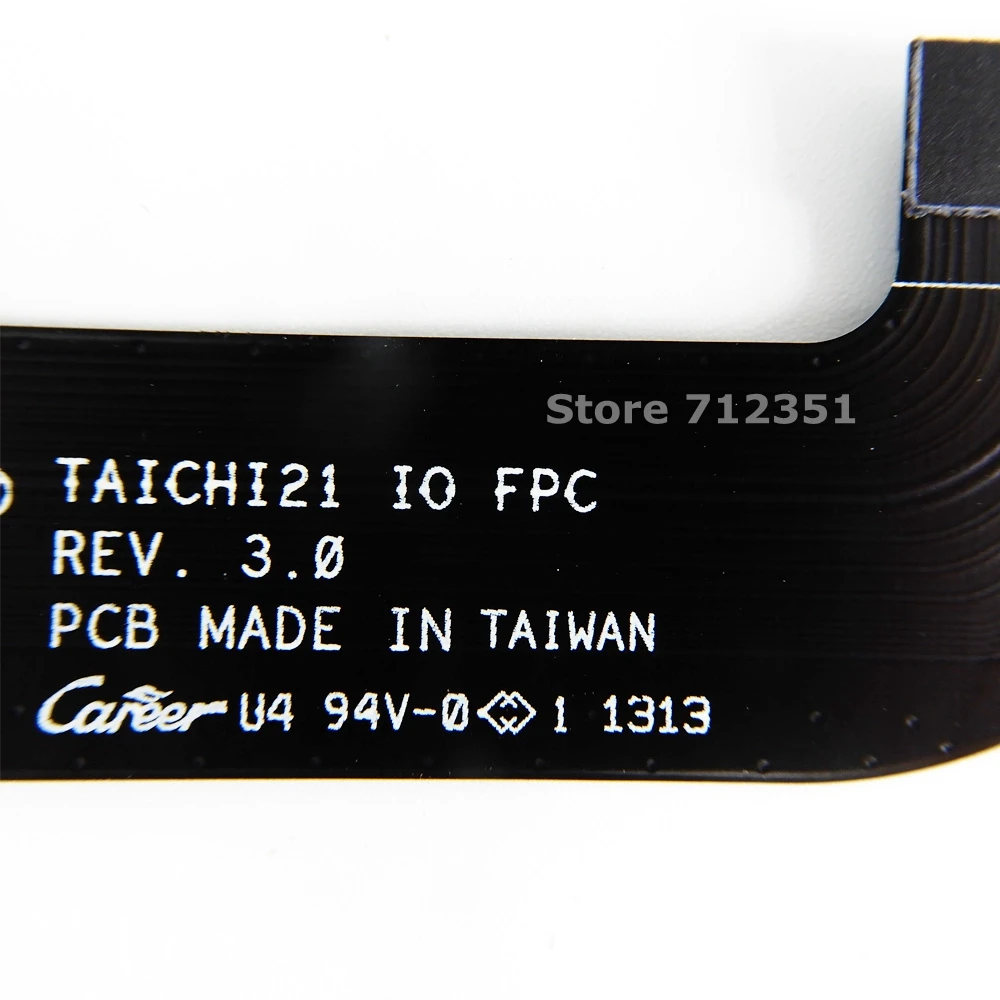 Store 712351
TAICHI21 IO FPC
REV. 3.0
PCB MADE IN TAIWAN
Career U4 94V-0 1 1313